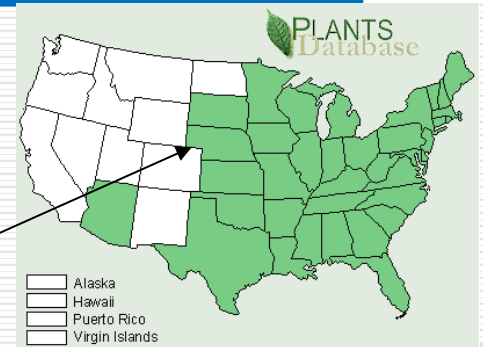 PLANTS
Database
Alaska
Hawaii
Puerto Rico
Virgin Islands